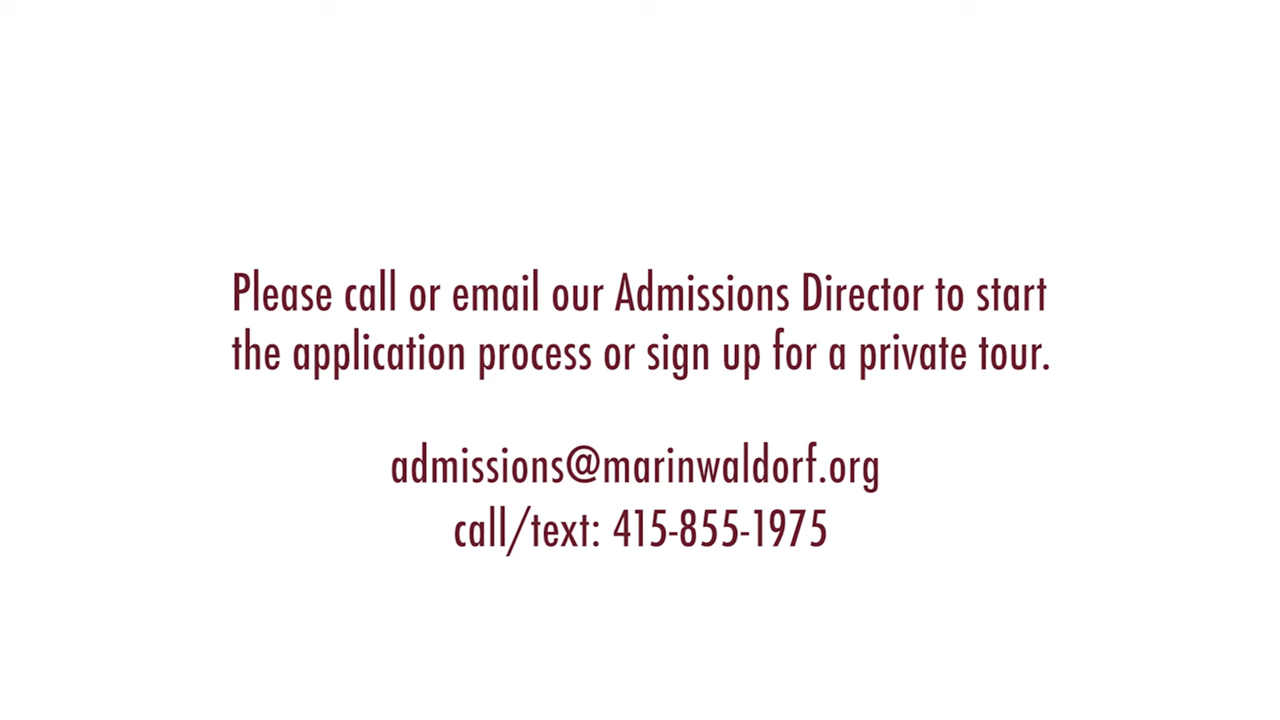 Please call or email our Admissions Director to start
the application process or sign up for a private tour.
admissions@marinwaldorf.org
call/text: 415-855-1975